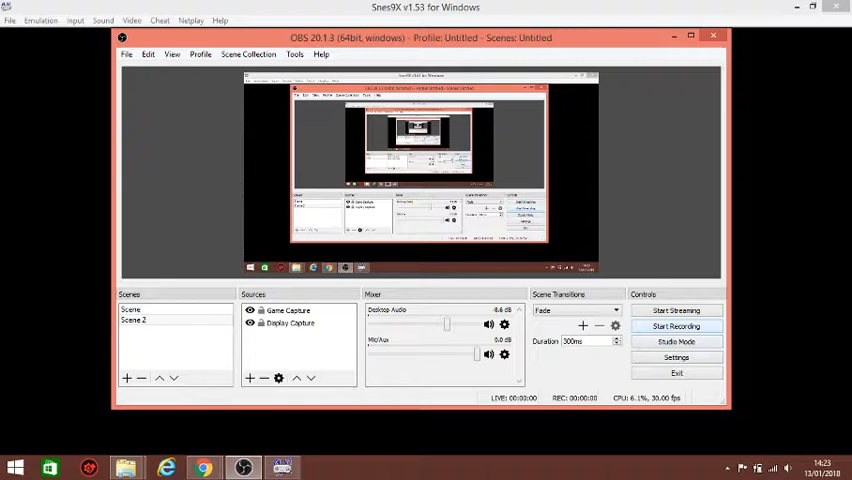 Snes9X v1.53 for Windows
File Emulation Input Sound Video Cheat Netplay Help
OBS 20.1.3 (64bit, windows) - Profile: Untitled - Scenes: Untitled
File Edit View Profile Scene Collection Tools Help
Scenes Sources Mixer Scene Transitions Controls
Scene Game Capture Desktop Audio -8.6 dB Fade Start Streaming
Scene 2 Display Capture Start Recording
Mic/Aux 0.0 dB Duration 300ms Studio Mode
Settings
Exit
LIVE: 00:00:00 REC: 00:00:00 CPU: 6.1%, 30.00 fps
14:23
13/01/2018